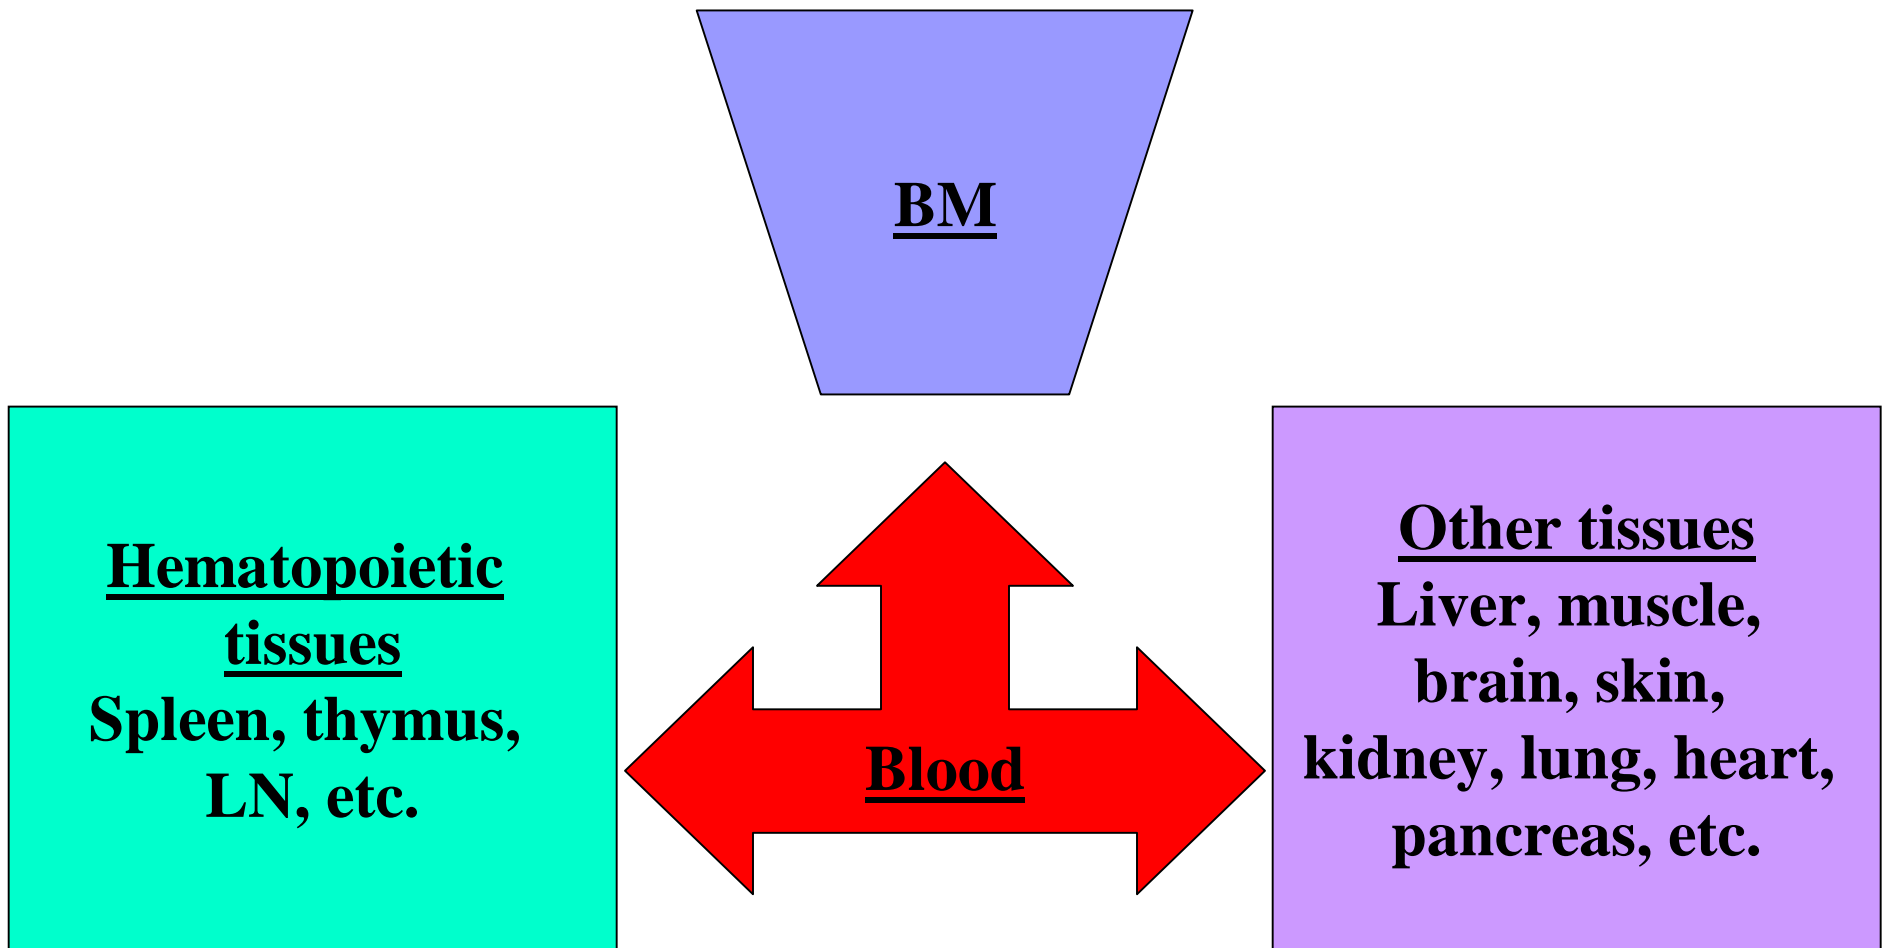 BM
Hematopoietic
tissues
Spleen, thymus,
LN, etc.
Blood
Other tissues
Liver, muscle,
brain, skin,
kidney, lung, heart,
pancreas, etc.